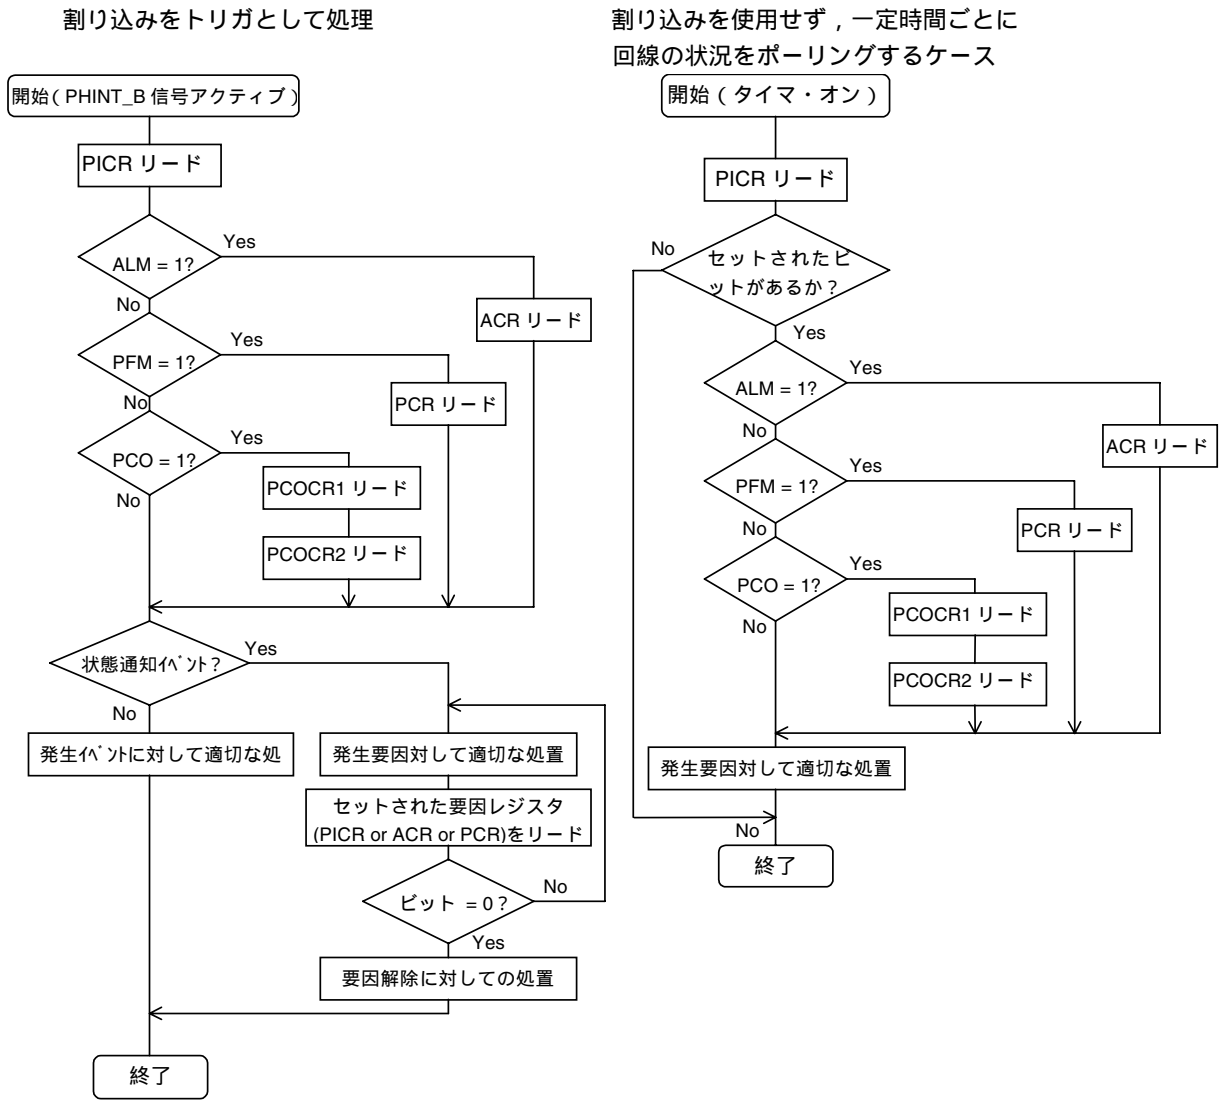 割り込みをトリガとして処理
開始（PHINT_B 信号アクティブ）
PICR リード
ALM = 1?
Yes
No
ACR リード
PFM = 1?
Yes
No
PCR リード
PCO = 1?
Yes
No
PCOCR1 リード
PCOCR2 リード
状態通知ｲﾍﾞﾝﾄ？
Yes
No
発生ｲﾍﾞﾝﾄに対して適切な処
発生要因対して適切な処置
セットされた要因レジスタ
(PICR or ACR or PCR)をリード
ビット = 0？
No
Yes
要因解除に対しての処置
終了
割り込みを使用せず，一定時間ごとに
回線の状況をポーリングするケース
開始（タイマ・オン）
PICR リード
No
セットされたビ
ットがあるか？
Yes
ALM = 1?
Yes
No
ACR リード
PFM = 1?
Yes
No
PCR リード
PCO = 1?
Yes
No
PCOCR1 リード
PCOCR2 リード
発生要因対して適切な処置
No
終了